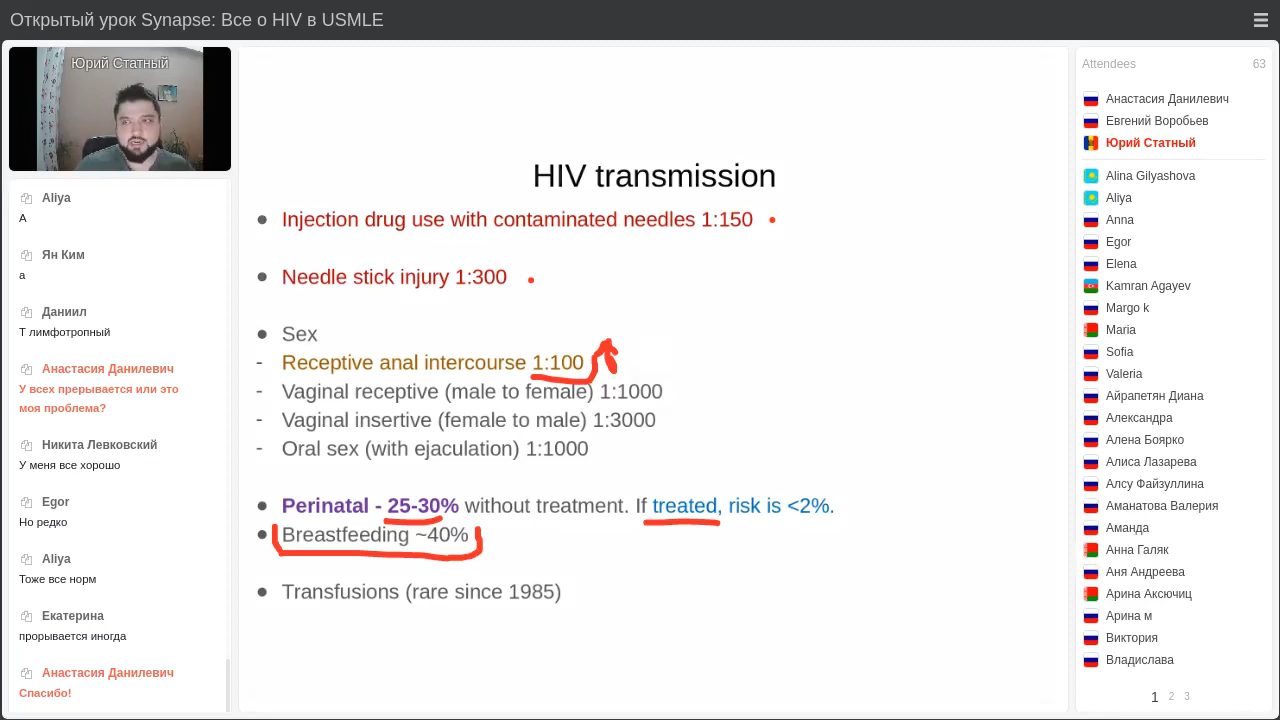 Открытый урок Synapse: Все о HIV в USMLE
Юрий Статный
Aliya
А
Ян Ким
а
Даниил
Т лимфотропный
Анастасия Данилевич
У всех прерывается или это
моя проблема?
Никита Левковский
У меня все хорошо
Egor
Но редко
Aliya
Тоже все норм
Екатерина
прорывается иногда
Анастасия Данилевич
Спасибо!
HIV transmission
● Injection drug use with contaminated needles 1:150
● Needle stick injury 1:300
● Sex
- Receptive anal intercourse 1:100
- Vaginal receptive (male to female) 1:1000
- Vaginal insertive (female to male) 1:3000
- Oral sex (with ejaculation) 1:1000
● Perinatal - 25-30% without treatment. If treated, risk is <2%.
● Breastfeeding ~40%
● Transfusions (rare since 1985)
Attendees 63
Анастасия Данилевич
Евгений Воробьев
Юрий Статный
Alina Gilyashova
Aliya
Anna
Egor
Elena
Kamran Agayev
Margo k
Maria
Sofia
Valeria
Айрапетян Диана
Александра
Алена Боярко
Алиса Лазарева
Алсу Файзуллина
Аманатова Валерия
Аманда
Анна Галяк
Аня Андреева
Арина Аксючиц
Арина м
Виктория
Владислава
1 2 3